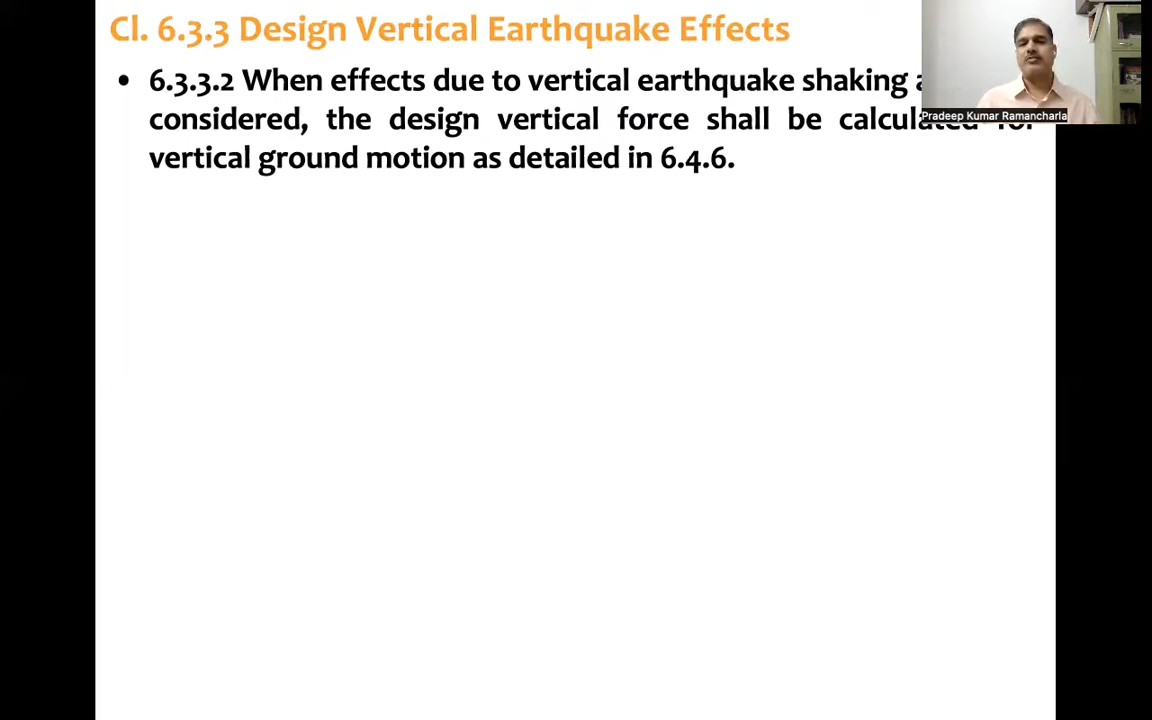 Cl. 6.3.3 Design Vertical Earthquake Effects
• 6.3.3.2 When effects due to vertical earthquake shaking
considered, the design vertical force shall be calculated for
vertical ground motion as detailed in 6.4.6.
Pradeep Kumar Ramancharla